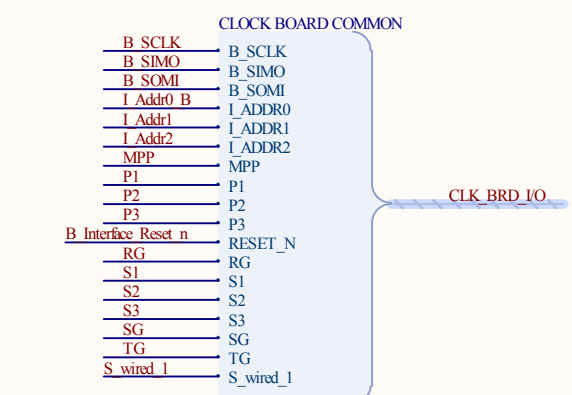 CLOCK BOARD COMMON
B_SCLK B_SCLK
B_SIMO B_SIMO
B_SOMI B_SOMI
I_Addr0_B I_ADDR0
I_Addr1 I_ADDR1
I_Addr2 I_ADDR2
MPP MPP
P1 P1
P2 P2
P3 P3
B_Interface_Reset_n RESET_N
RG RG
S1 S1
S2 S2
S3 S3
SG SG
TG TG
S_wired_1 S_wired_1
CLK_BRD_I/O